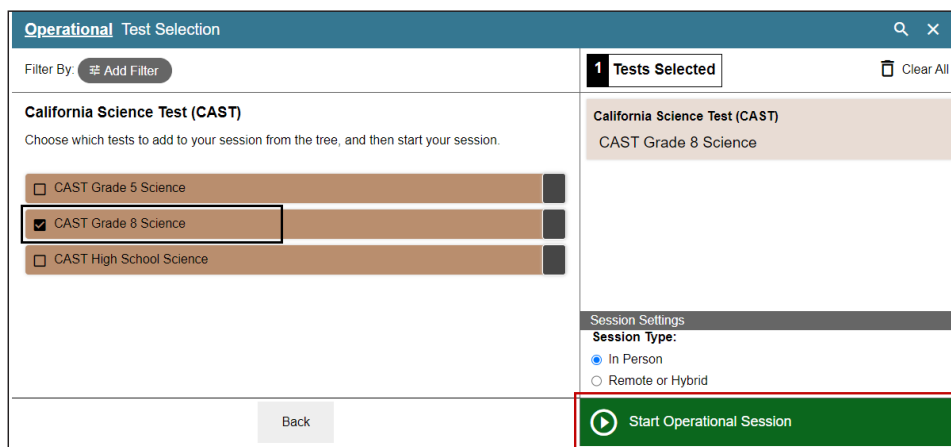 Operational Test Selection
Filter By: Add Filter
1 Tests Selected
Clear All
California Science Test (CAST)
Choose which tests to add to your session from the tree, and then start your session.
CAST Grade 5 Science
CAST Grade 8 Science
CAST High School Science
California Science Test (CAST)
CAST Grade 8 Science
Session Settings
Session Type:
In Person
Remote or Hybrid
Back
Start Operational Session